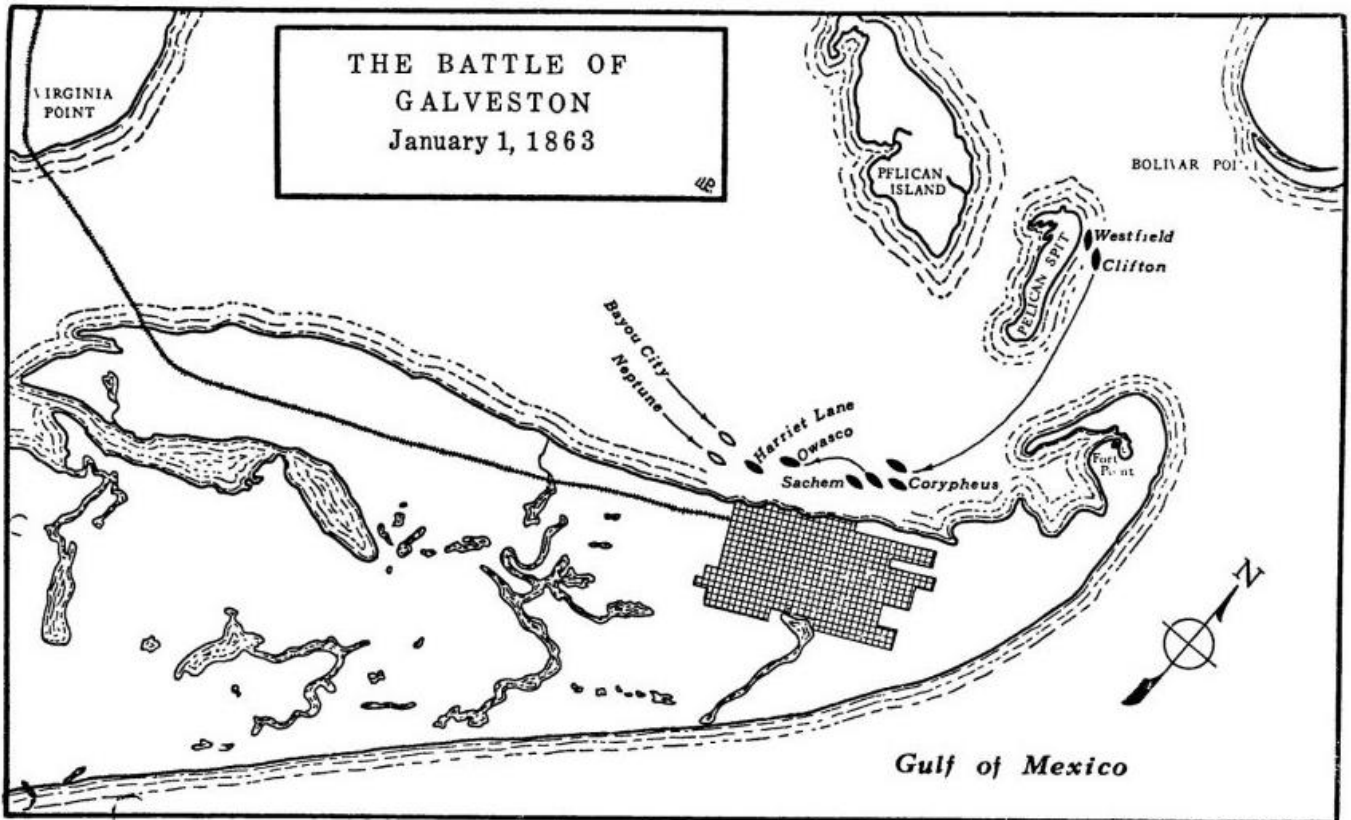 THE BATTLE OF
GALVESTON
January 1, 1863
VIRGINIA
POINT
PELICAN
ISLAND
BOLIVAR
PELICAN SPIT
Westfield
Clifton
Bayou City
Neptune
Harriet Lane
Owasco
Sachem
Corypheus
Fort
N
Gulf of Mexico